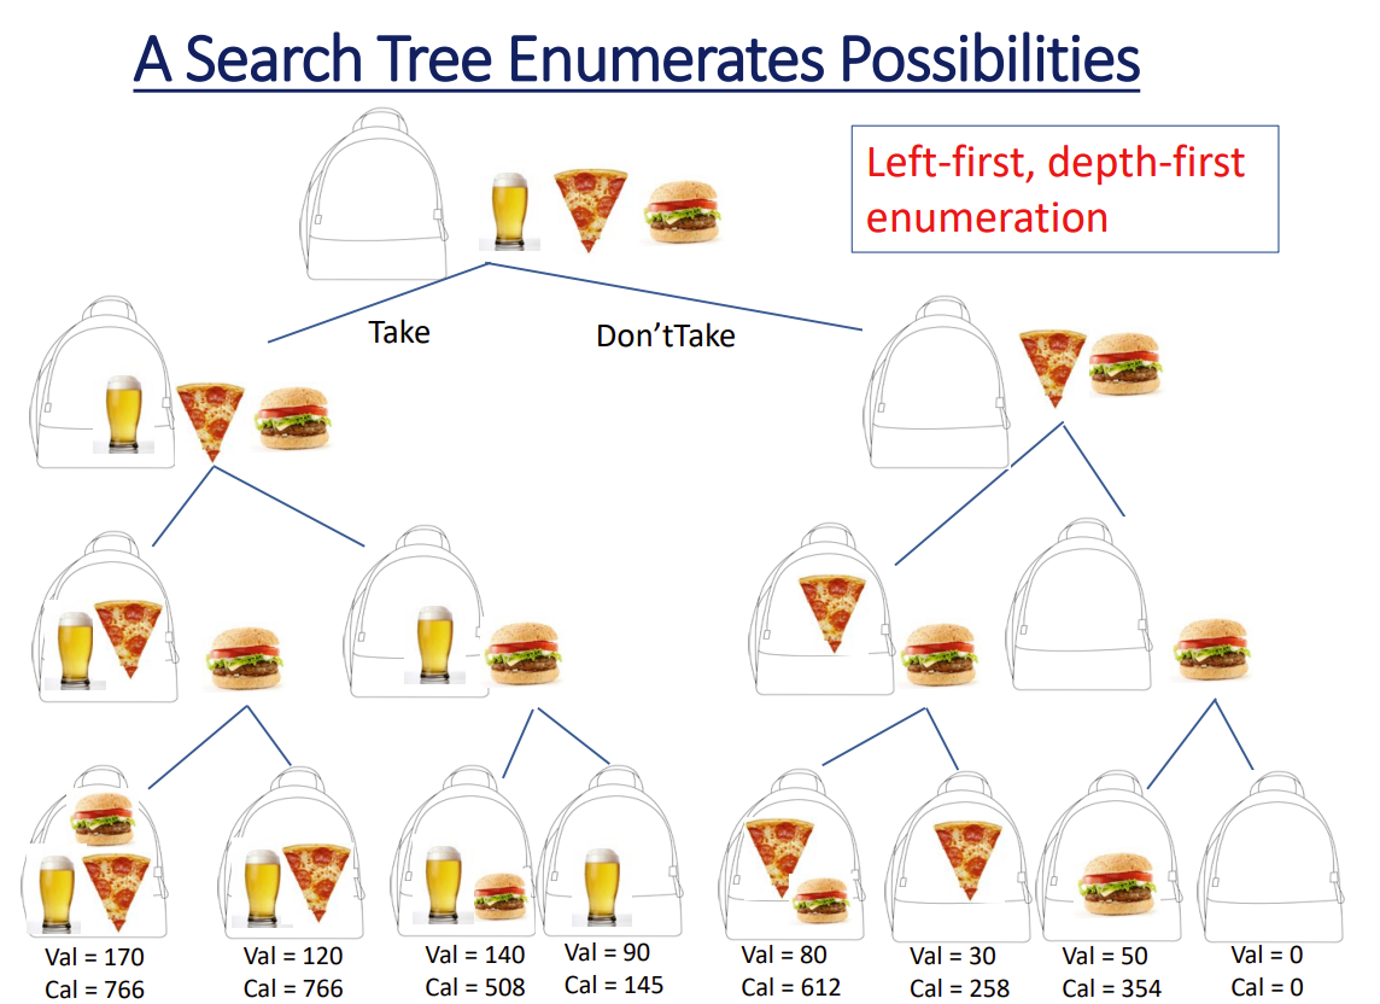 A Search Tree Enumerates Possibilities
Left-first, depth-first
enumeration
Take
Don’tTake
Val = 170
Cal = 766
Val = 120
Cal = 766
Val = 140
Cal = 508
Val = 90
Cal = 145
Val = 80
Cal = 612
Val = 30
Cal = 258
Val = 50
Cal = 354
Val = 0
Cal = 0